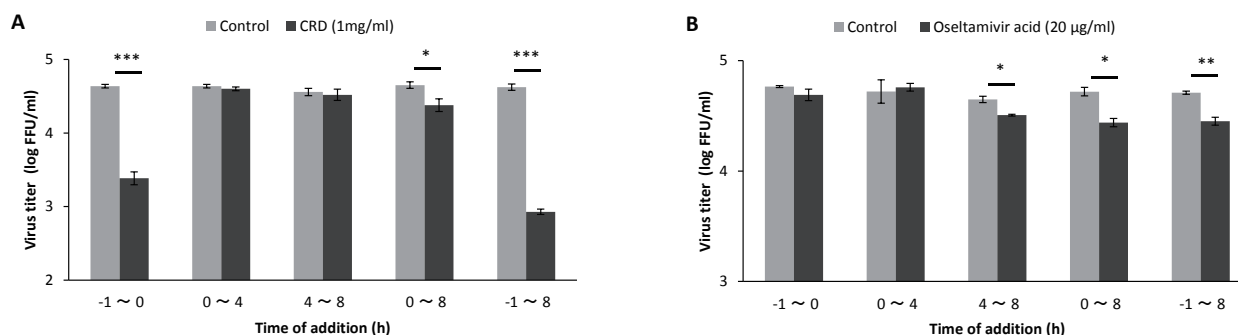 A
Control CRD (1mg/ml)
Virus titer (log FFU/ml)
5
4
3
2
***
*
***
-1 ~ 0 0 ~ 4 4 ~ 8 0 ~ 8 -1 ~ 8
Time of addition (h)
B
Control Oseltamivir acid (20 µg/ml)
Virus titer (log FFU/ml)
5
4
3
*
*
**
-1 ~ 0 0 ~ 4 4 ~ 8 0 ~ 8 -1 ~ 8
Time of addition (h)